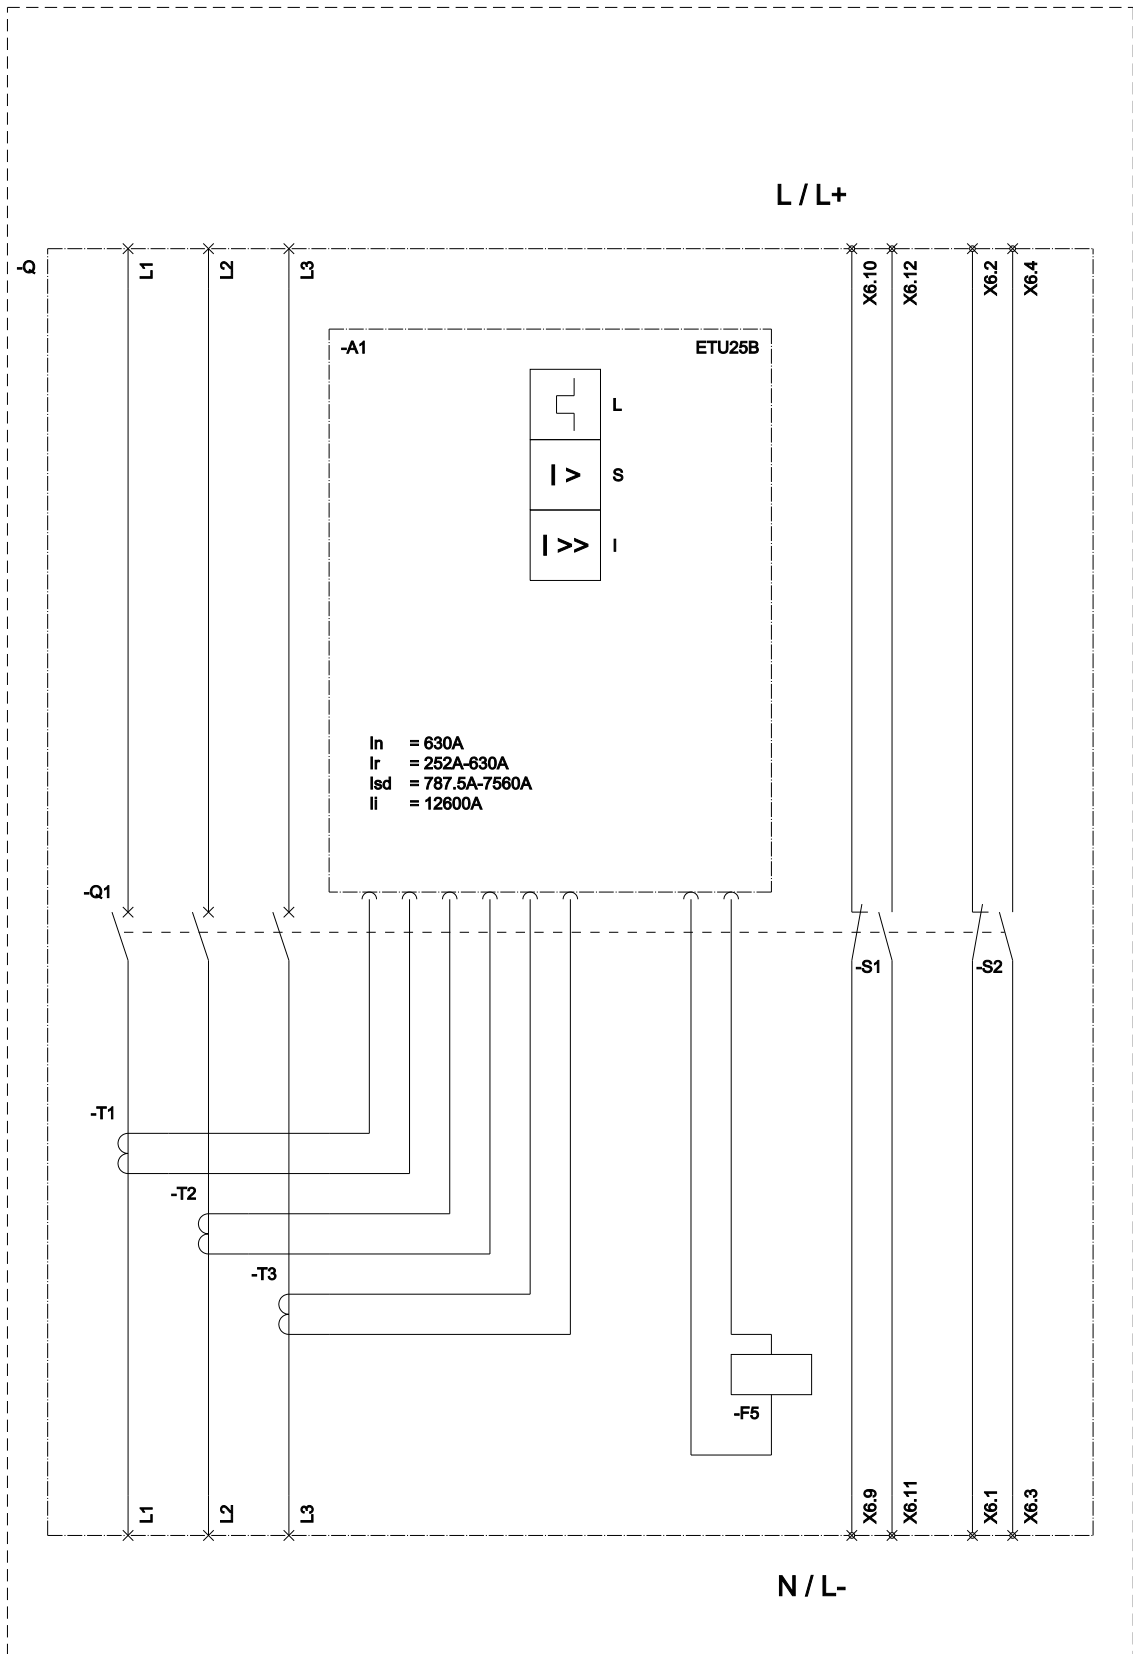 L / L+
-Q
L1
L2
L3
X6.10
X6.12
X6.2
X6.4
-A1 ETU25B
L
I > S
I >> I
In = 630A
Ir = 252A-630A
Isd = 787.5A-7560A
Ii = 12600A
-Q1
-S1
-S2
-T1
-T2
-T3
-F5
L1
L2
L3
X6.9
X6.11
X6.1
X6.3
N / L-